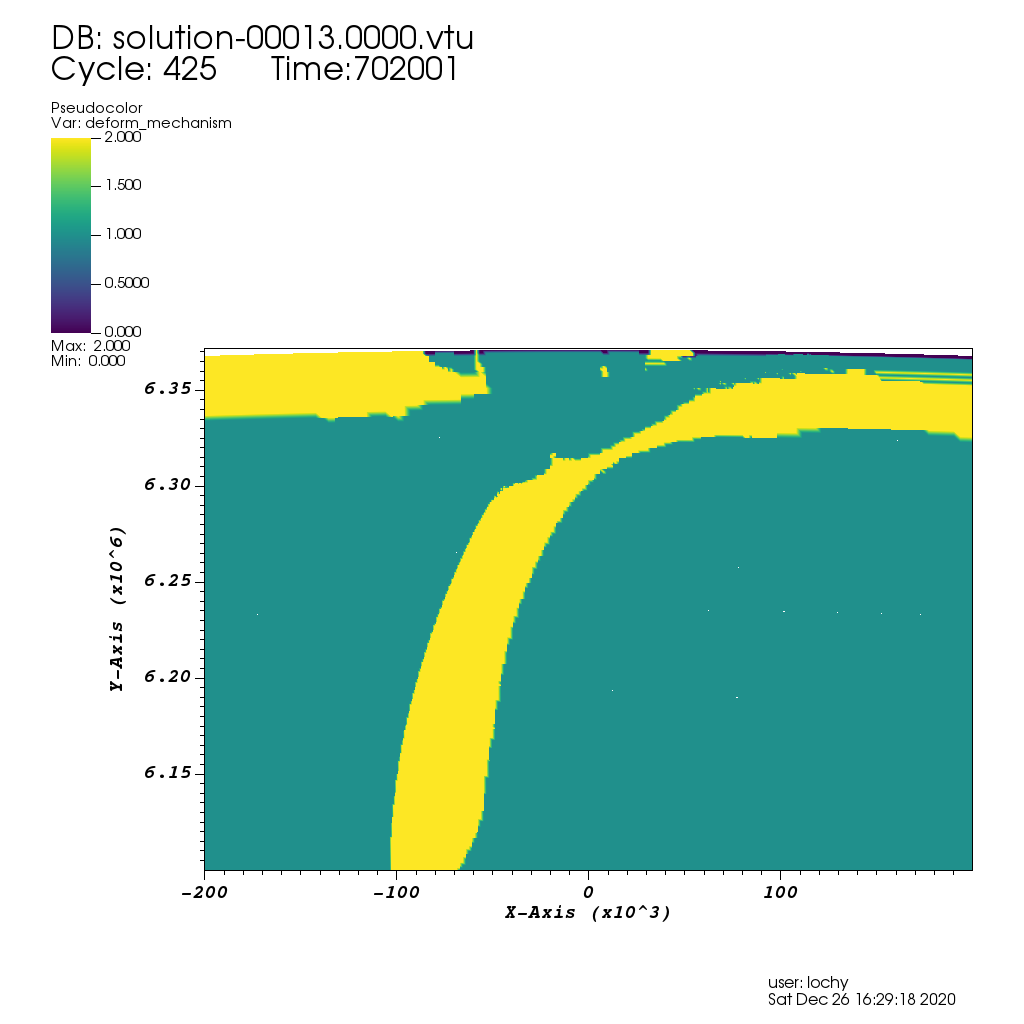 DB: solution-00013.0000.vtu
Cycle: 425 Time:702001
Pseudocolor
Var: deform_mechanism
2.000
1.500
1.000
0.5000
0.000
Max: 2.000
Min: 0.000
6.35
6.30
6.25
6.20
6.15
Y-Axis (x10^6)
-200 -100 0 100
X-Axis (x10^3)
user: lochy
Sat Dec 26 16:29:18 2020